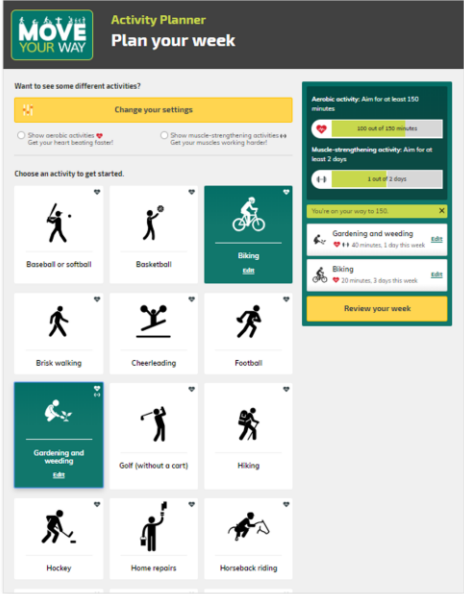 MOVE
YOUR WAY
Activity Planner
Plan your week
Want to see some different activities?
Change your settings
Show aerobic activities
Get your heart beating faster!
Show muscle-strengthening activities
Get your muscles working harder!
Choose an activity to get started.
Baseball or softball
Basketball
Biking
Edit
Brisk walking
Cheerleading
Football
Gardening and
weeding
Edit
Golf (without a cart)
Hiking
Hockey
Home repairs
Horseback riding
Aerobic activity: Aim for at least 150
minutes
100 out of 150 minutes
Muscle-strengthening activity: Aim for at
least 2 days
1 out of 2 days
You're on your way to 150.
Gardening and weeding
40 minutes, 1 day this week
Edit
Biking
20 minutes, 3 days this week
Edit
Review your week